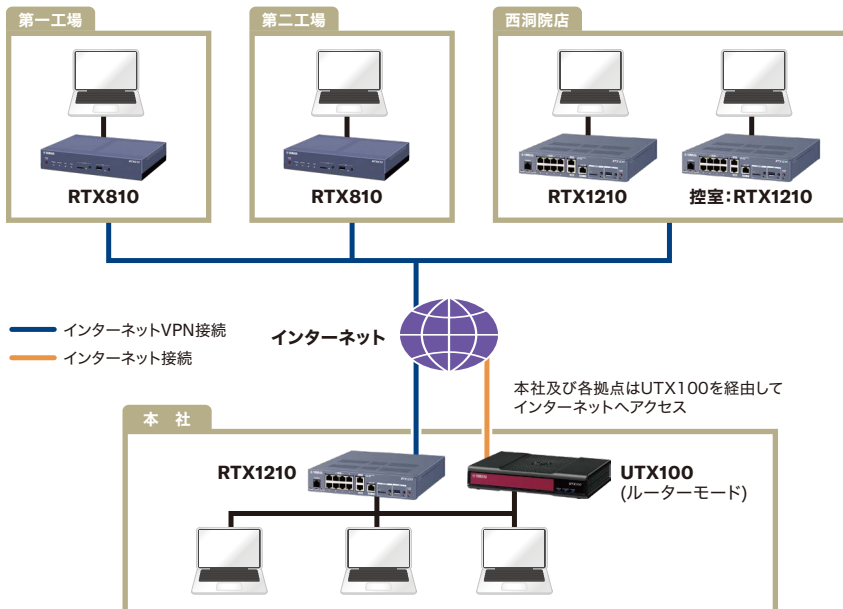 第一工場
第二工場
西洞院店
RTX810
RTX810
RTX1210
控室:RTX1210
インターネットVPN接続
インターネット接続
インターネット
本社及び各拠点はUTX100を経由して
インターネットへアクセス
本 社
RTX1210
UTX100
(ルーターモード)